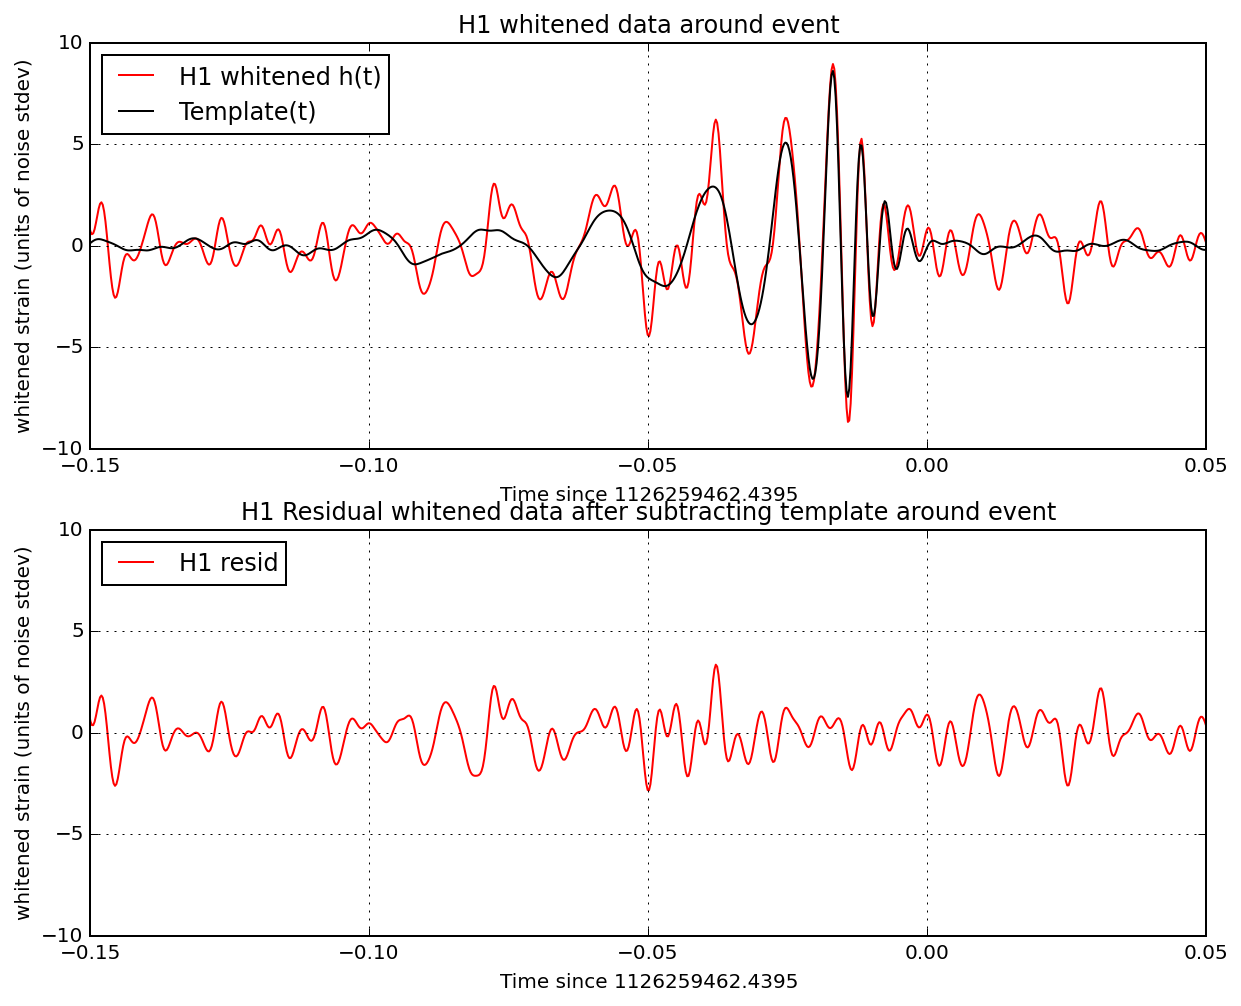 H1 whitened data around event
10
5
0
−5
−10
whitened strain (units of noise stdev)
H1 whitened h(t)
Template(t)
−0.15 −0.10 −0.05 0.00 0.05
Time since 1126259462.4395
H1 Residual whitened data after subtracting template around event
10
5
0
−5
−10
whitened strain (units of noise stdev)
H1 resid
−0.15 −0.10 −0.05 0.00 0.05
Time since 1126259462.4395